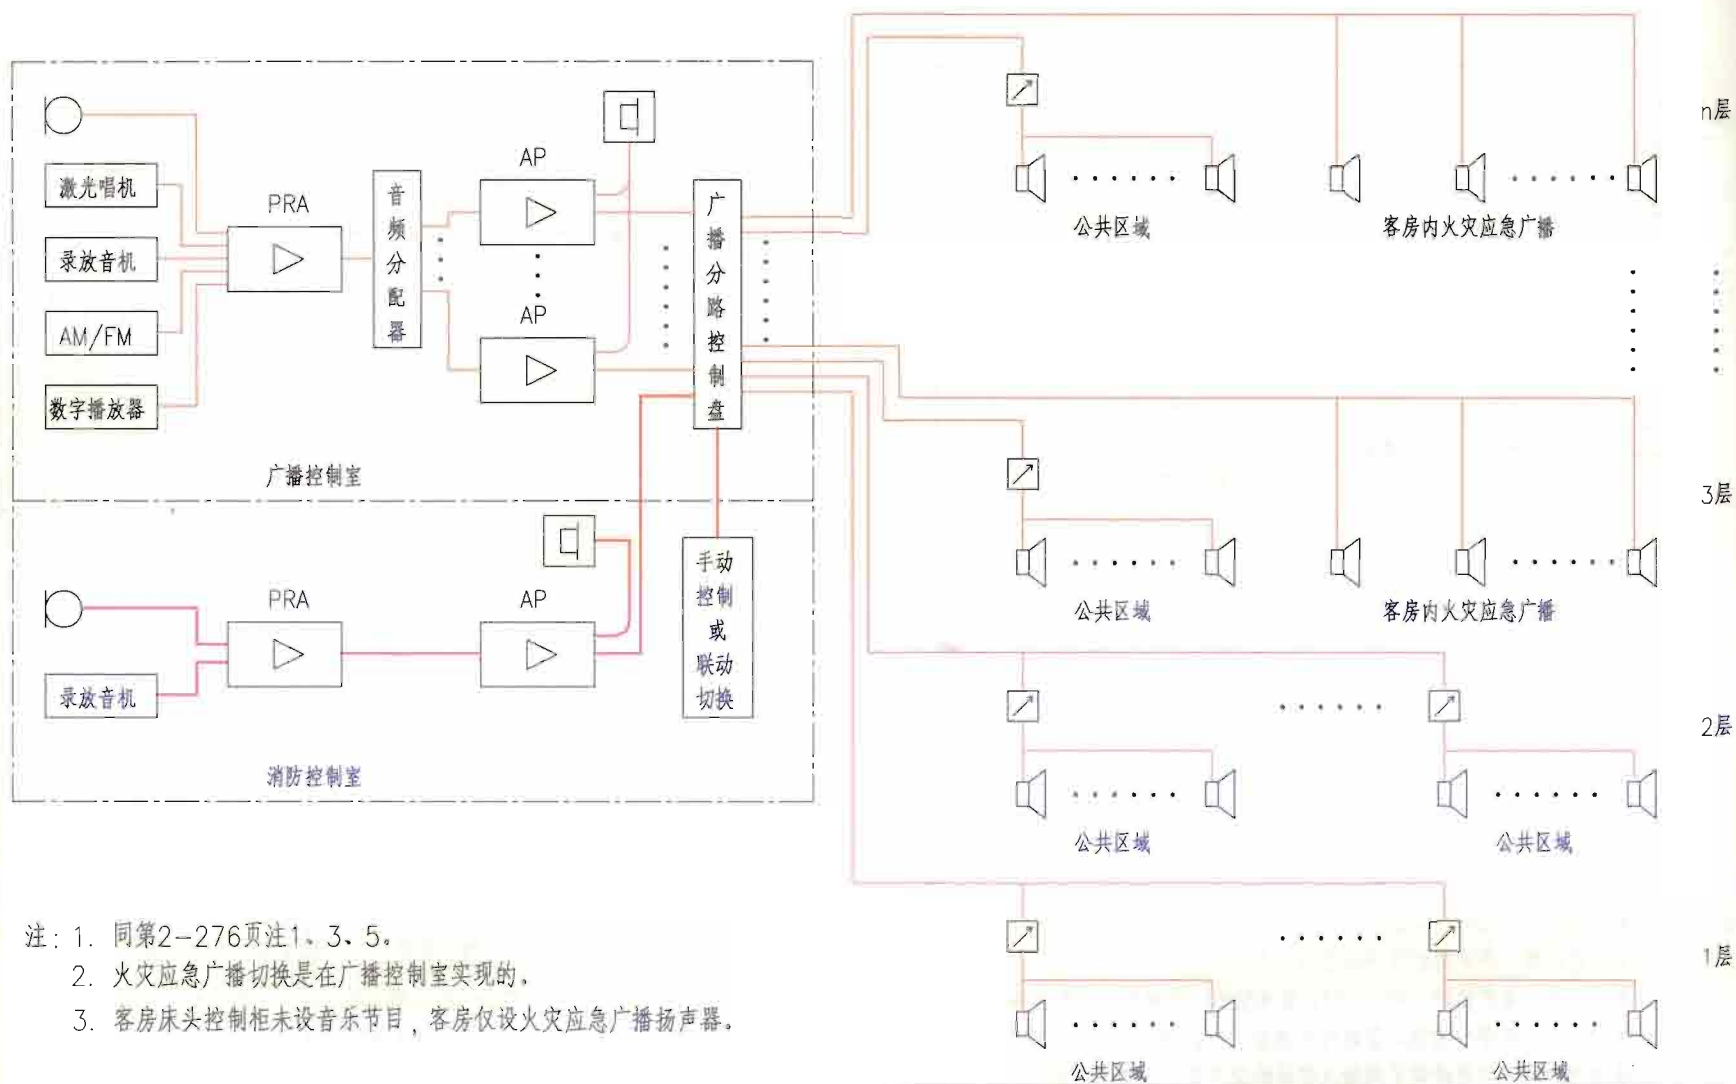 激光唱机
录放音机
AM/FM
数字播放器
PRA
音频分配器
AP
AP
广播分路控制盘
广播控制室
录放音机
PRA
AP
手动
控制
或
联动
切换
消防控制室
公共区域
客房内火灾应急广播
n层
公共区域
客房内火灾应急广播
3层
公共区域
公共区域
2层
公共区域
公共区域
1层
注：1. 同第2-276页注1、3、5。
2. 火灾应急广播切换是在广播控制室实现的。
3. 客房床头控制柜未设音乐节目，客房仅设火灾应急广播扬声器。